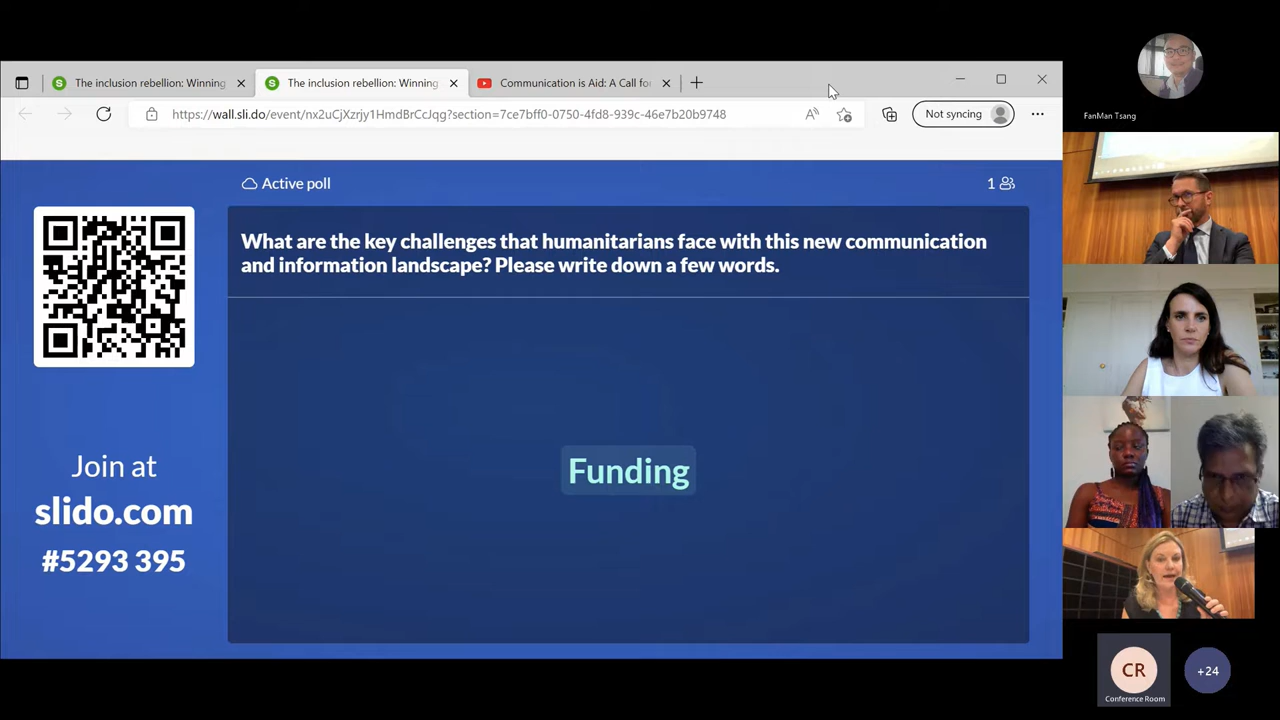 The inclusion rebellion: Winning
The inclusion rebellion: Winning
Communication is Aid: A Call for
https://wall.sli.do/event/nx2uCjXzrjy1HmdBrCcJqg?section=7ce7bff0-0750-4fd8-939c-46e7b20b9748
Not syncing
Active poll
1
What are the key challenges that humanitarians face with this new communication
and information landscape? Please write down a few words.
Funding
Join at
slido.com
#5293 395
FanMan Tsang
CR
Conference Room
+24